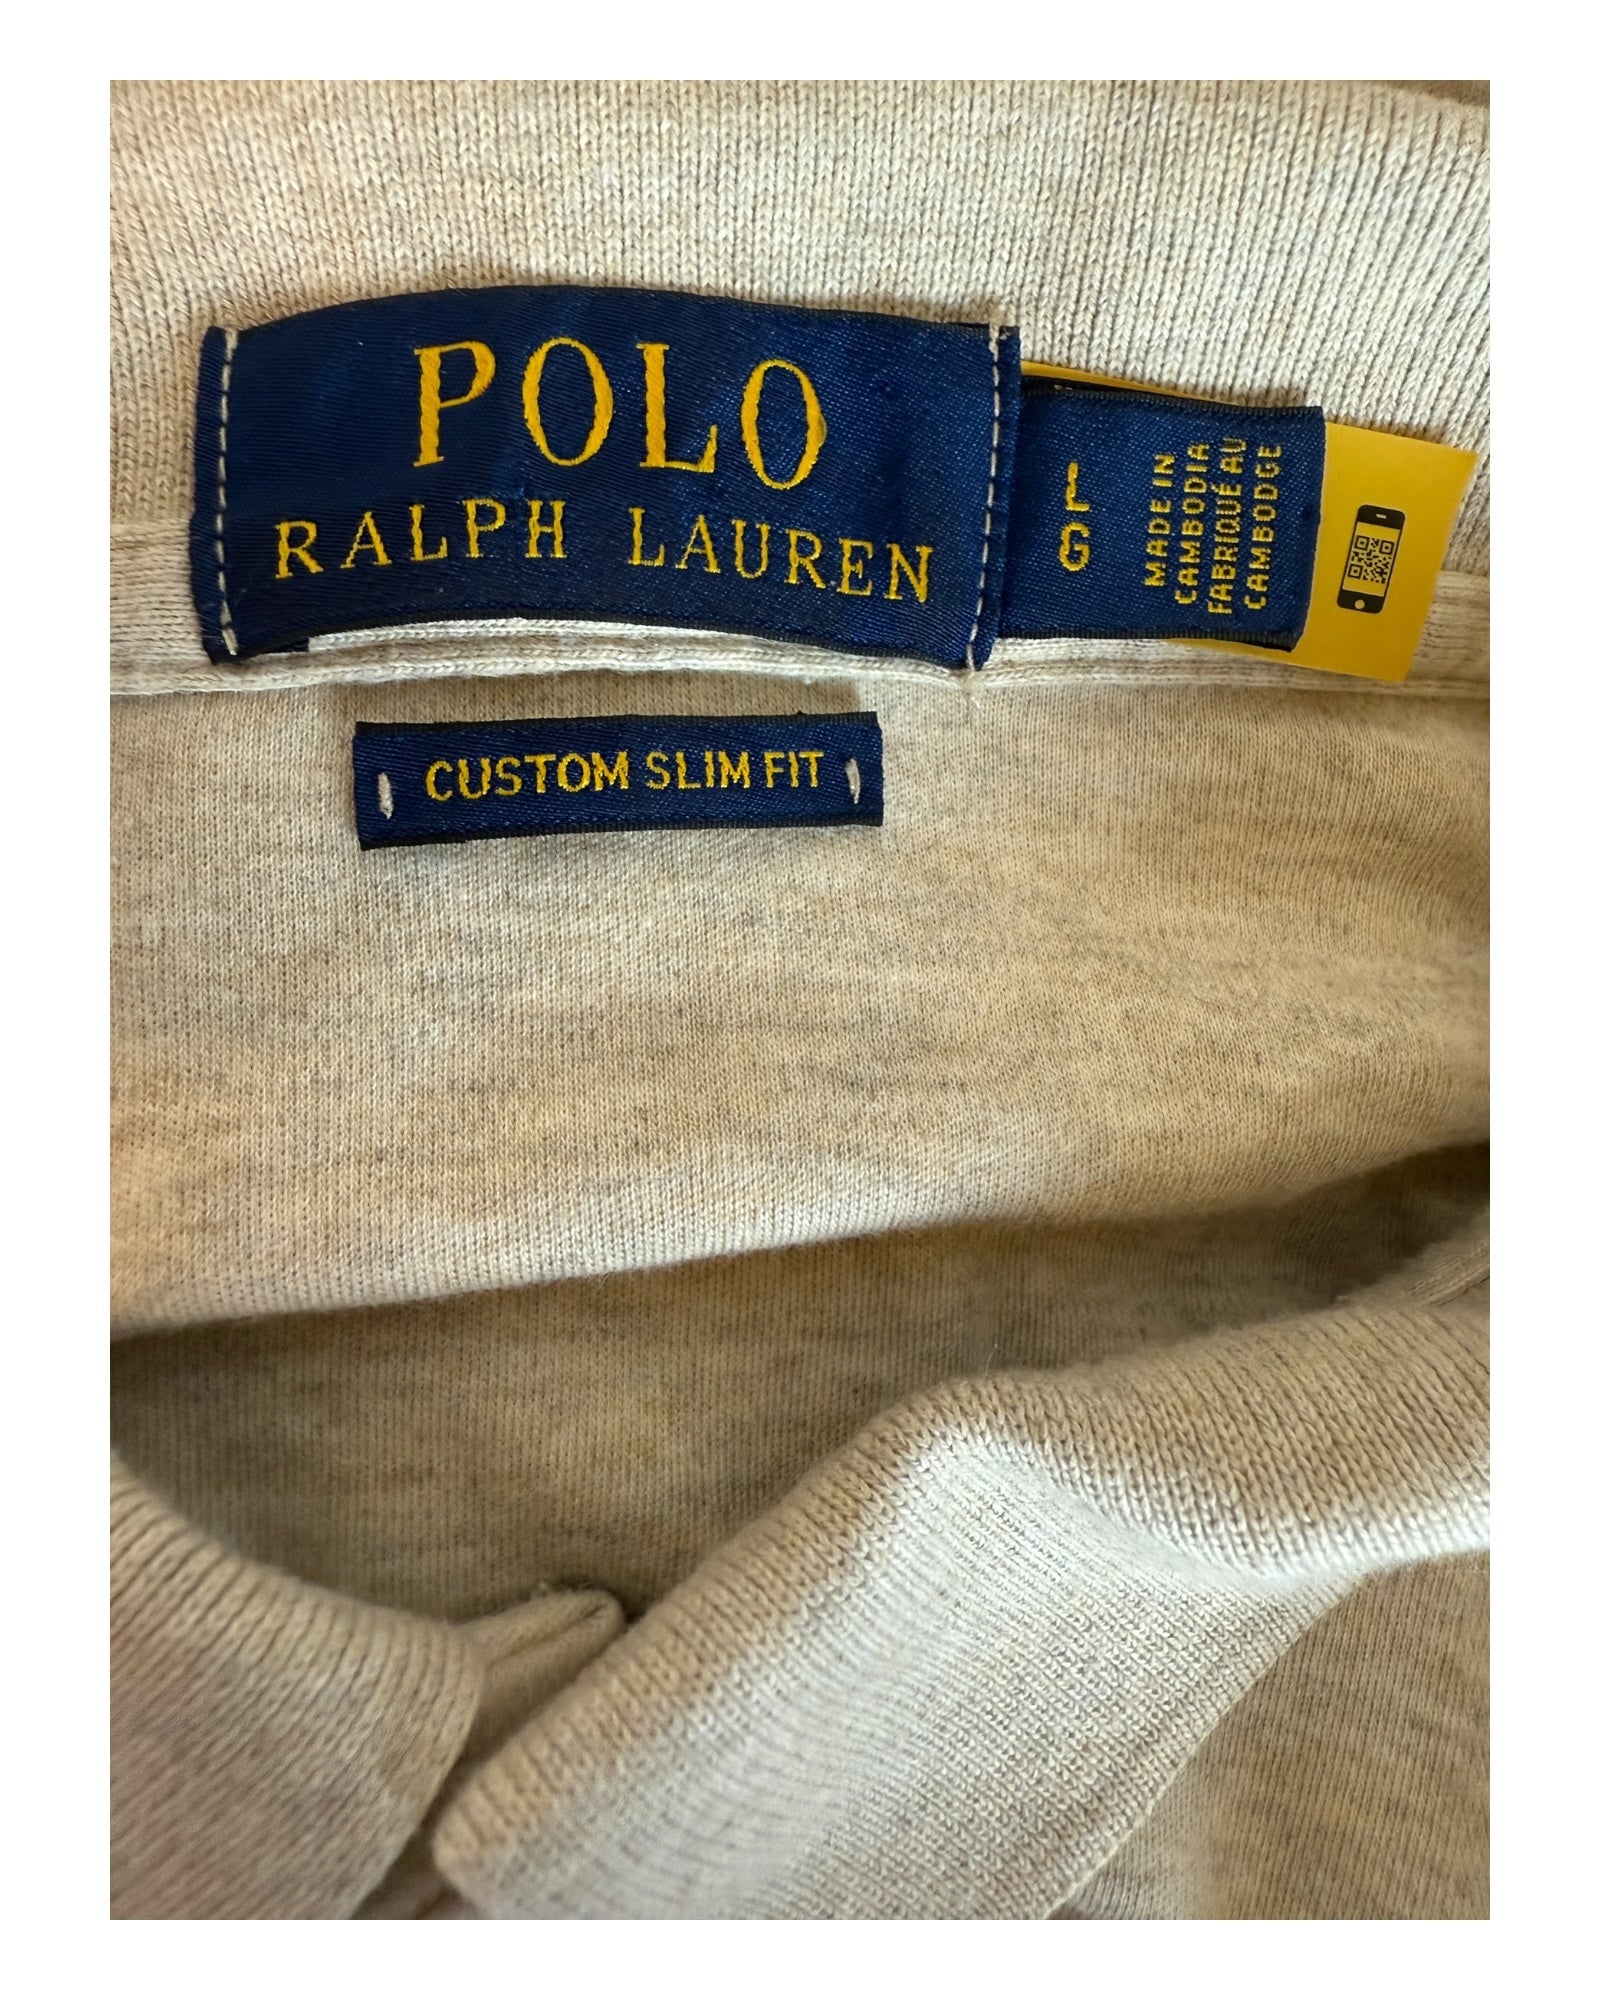 POLO
RALPH LAUREN
L
G
MADE IN
CAMBODIA
FABRIQUÉ AU
CAMBODGE
CUSTOM SLIM FIT